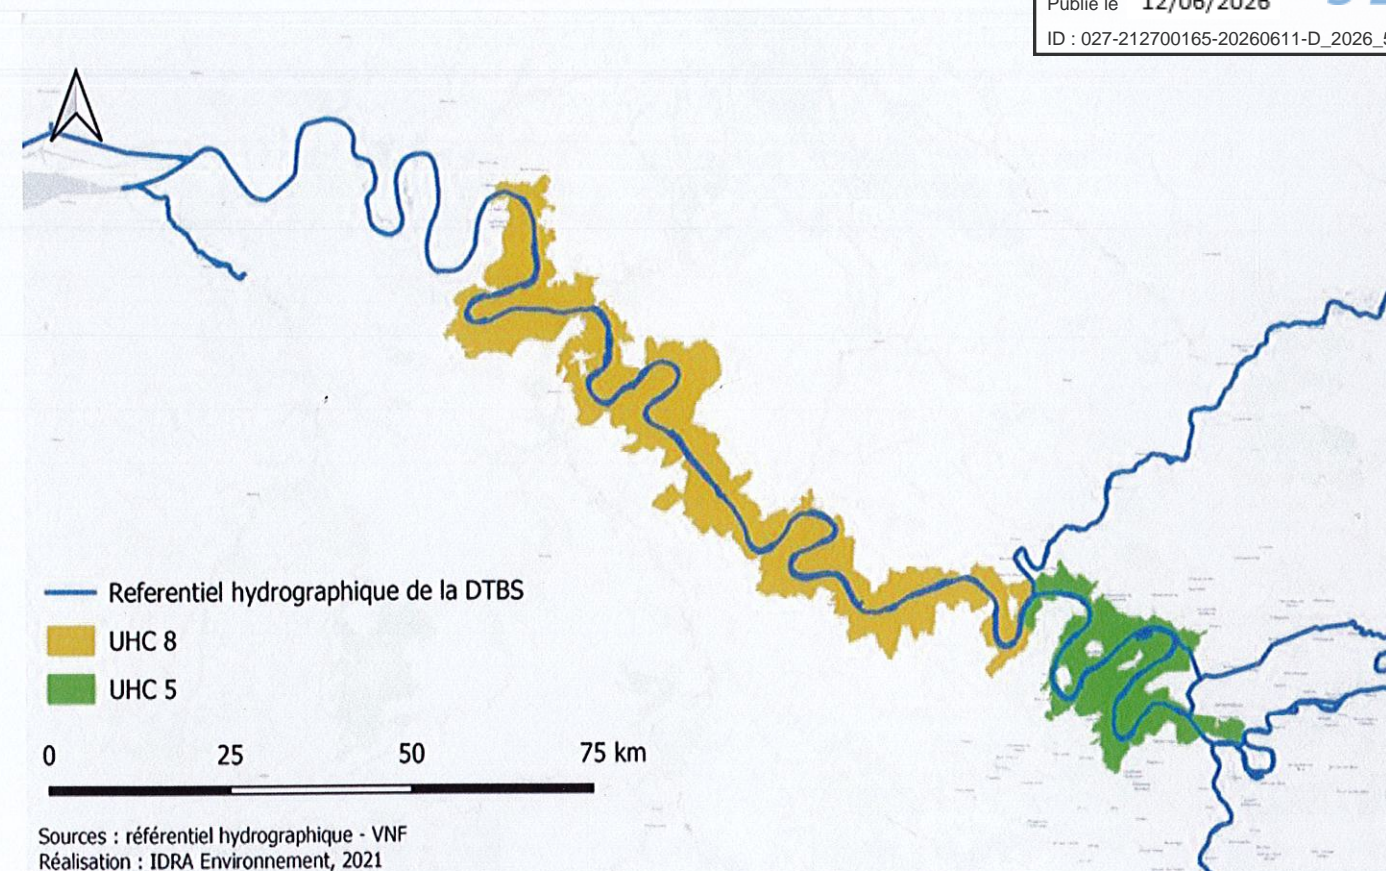 Publié le 12/06/2026
ID : 027-212700165-20260611-D_2026_5
Referentiel hydrographique de la DTBS
UHC 8
UHC 5
0 25 50 75 km
Sources : référentiel hydrographique - VNF
Réalisation : IDRA Environnement, 2021